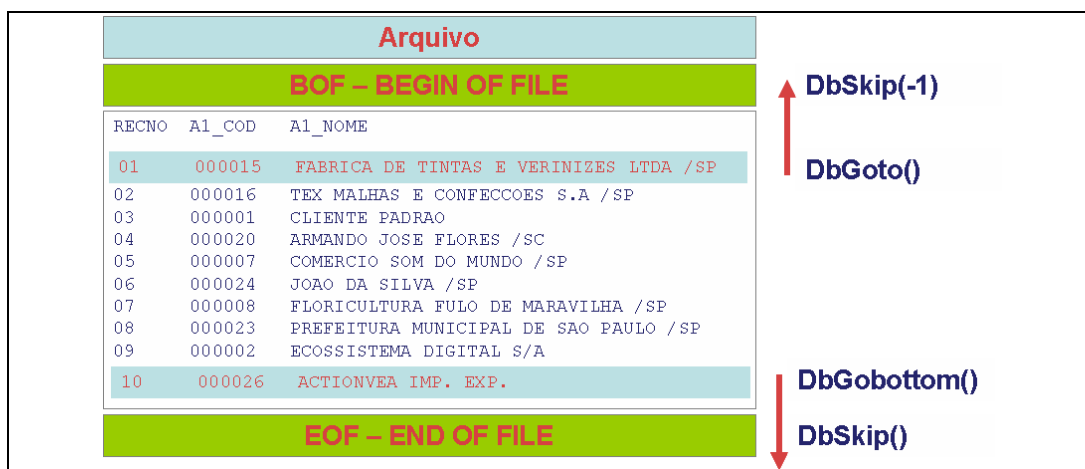 Arquivo
BOF – BEGIN OF FILE
DbSkip(-1)
RECNO A1_COD A1_NOME
01 000015 FABRICA DE TINTAS E VERINIZES LTDA /SP
DbGoto()
02 000016 TEX MALHAS E CONFECCOES S.A /SP
03 000001 CLIENTE PADRAO
04 000020 ARMANDO JOSE FLORES /SC
05 000007 COMERCIO SOM DO MUNDO /SP
06 000024 JOAO DA SILVA /SP
07 000008 FLORICULTURA FULO DE MARAVILHA /SP
08 000023 PREFEITURA MUNICIPAL DE SAO PAULO /SP
09 000002 ECOSSISTEMA DIGITAL S/A
10 000026 ACTIONVEA IMP. EXP.
DbGobottom()
EOF – END OF FILE
DbSkip()